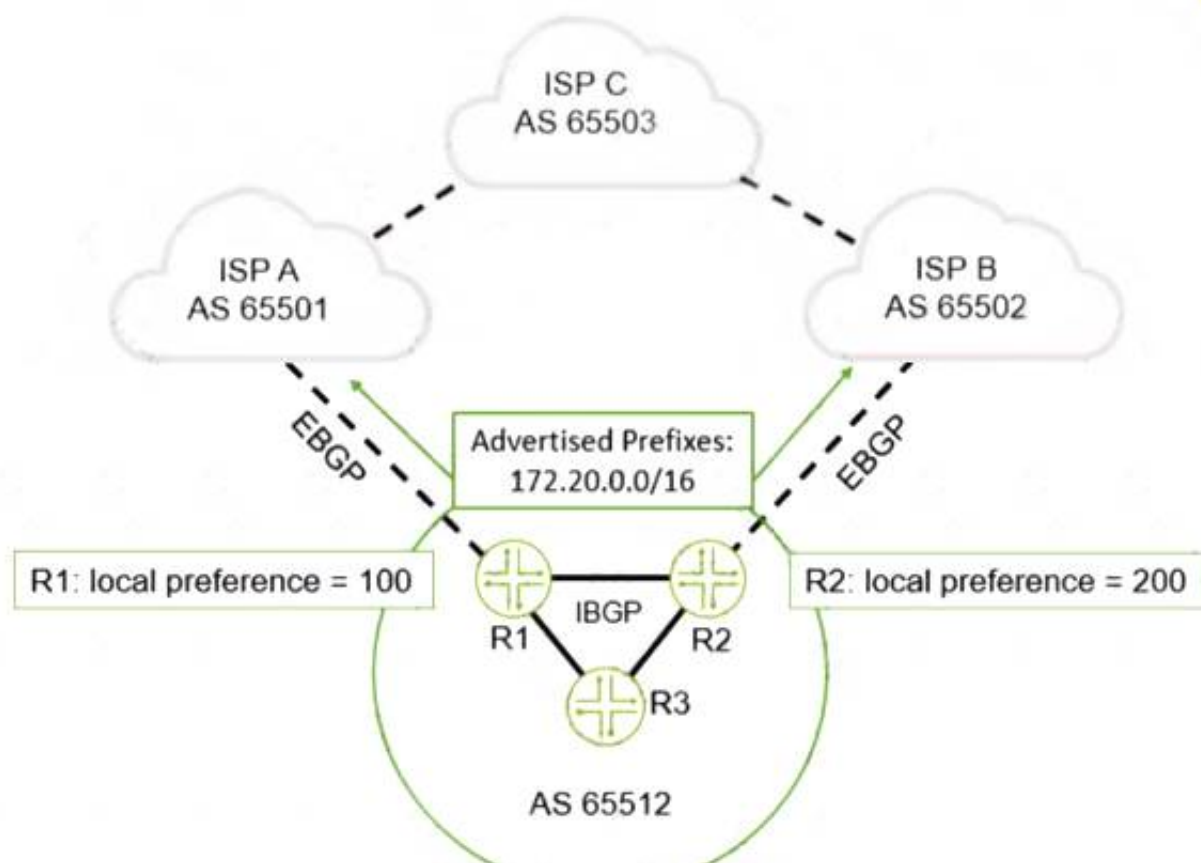 ISP C
AS 65503
ISP A
AS 65501
ISP B
AS 65502
EBGP
Advertised Prefixes:
172.20.0.0/16
EBGP
R1: local preference = 100
R2: local preference = 200
IBGP
R1
R2
R3
AS 65512